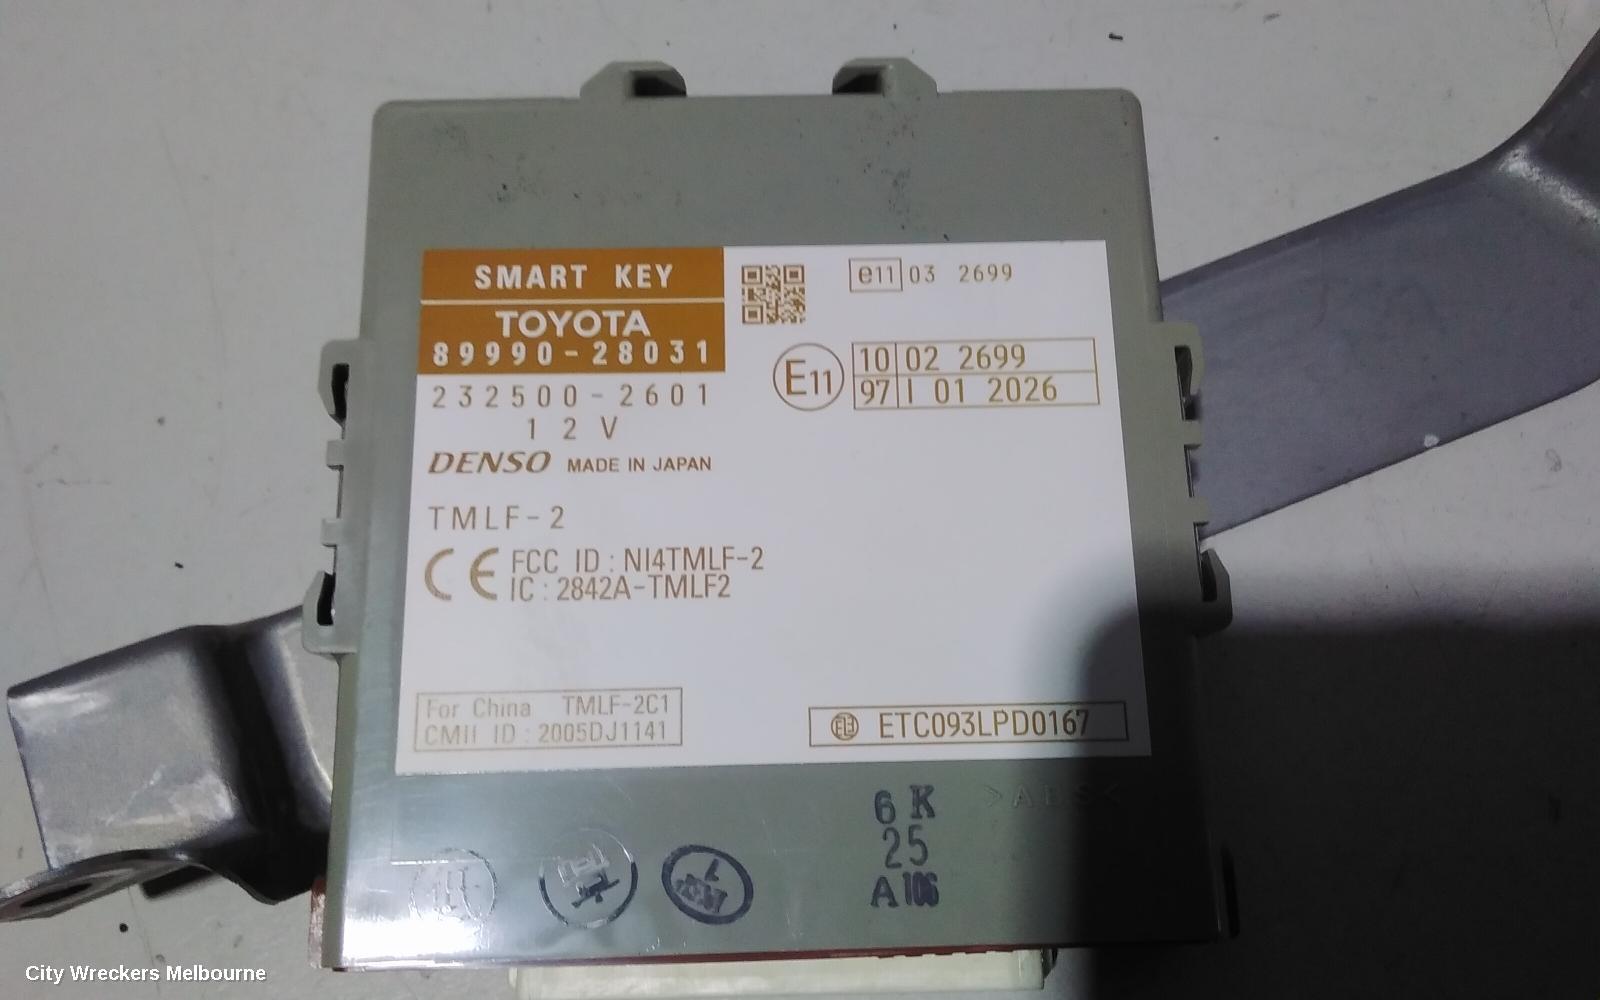 SMART KEY
TOYOTA
89990-28031
232500-2601
12V
DENSO MADE IN JAPAN
TMLF-2
CE FCC ID : NI4TMLF-2
IC : 2842A-TMLF2
For China TMLF-2C1
CMII ID : 2005DJ1141
e11 03 2699
E11 10 02 2699
97 I 01 2026
ETC093LPD0167
6K
25
A106
>ABS<
City Wreckers Melbourne